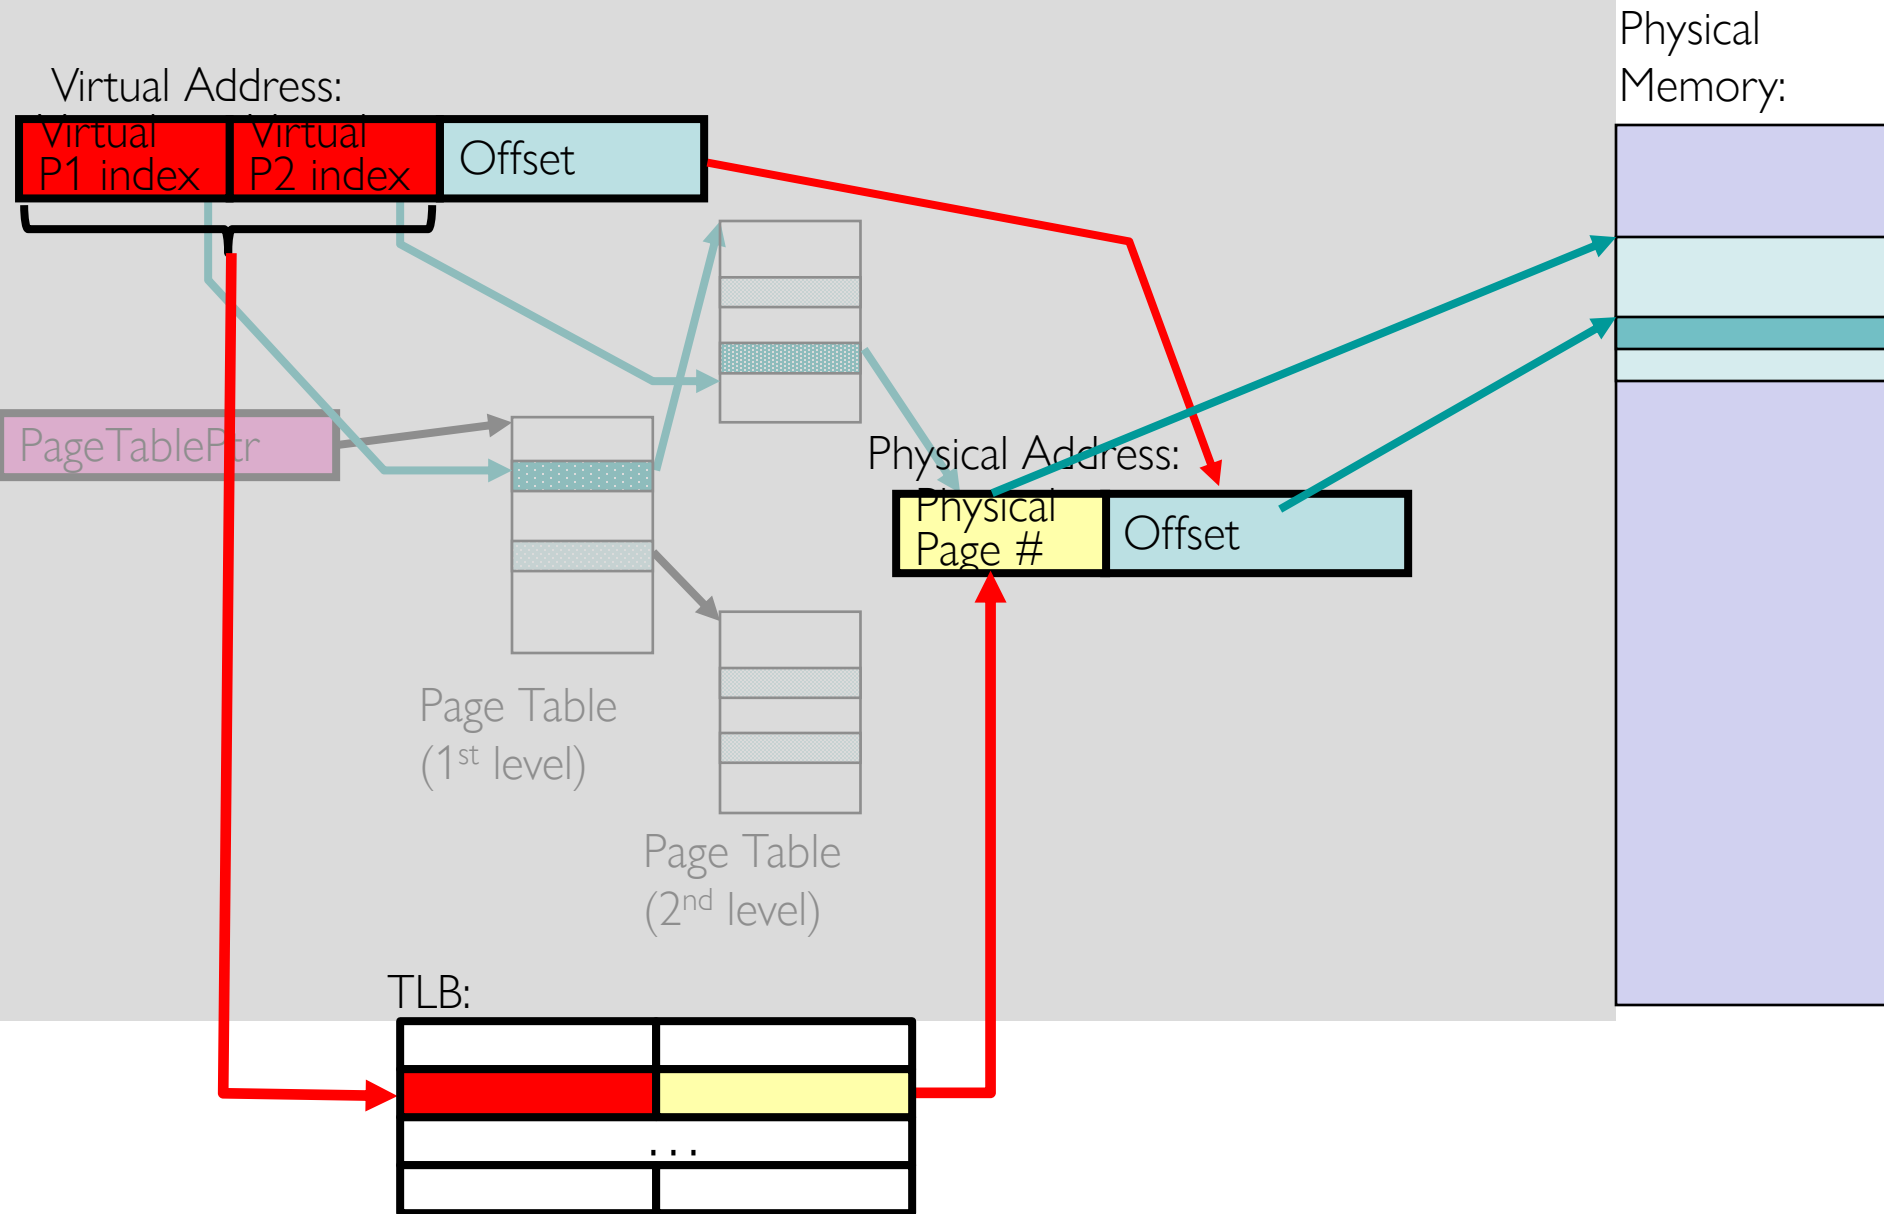 Virtual Address:
Virtual
P1 index
Virtual
P2 index
Offset
Physical
Memory:
PageTablePtr
Physical Address:
Physical
Page #
Offset
Page Table
(1st level)
Page Table
(2nd level)
TLB:
...